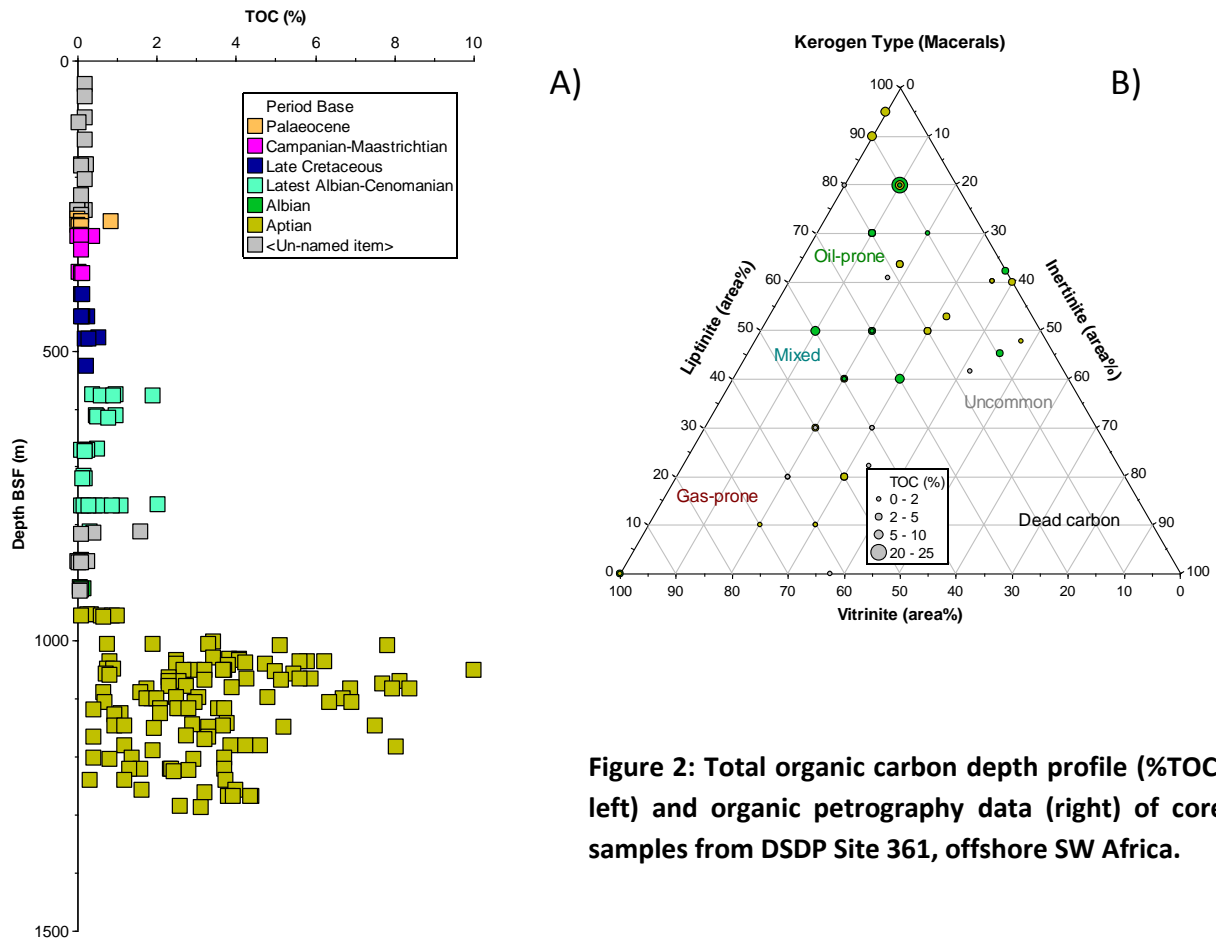 TOC (%)
0 2 4 6 8 10
0
500
1000
1500
Depth BSF (m)
Period Base
Palaeocene
Campanian-Maastrichtian
Late Cretaceous
Latest Albian-Cenomanian
Albian
Aptian
<Un-named item>
A)
B)
Kerogen Type (Macerals)
100 0
90 10
80 20
70 30
60 40
50 50
40 60
30 70
20 80
10 90
0 100
100 90 80 70 60 50 40 30 20 10 0
Liptinite (area%)
Inertinite (area%)
Vitrinite (area%)
Oil-prone
Mixed
Uncommon
Gas-prone
Dead carbon
TOC (%)
0 - 2
2 - 5
5 - 10
20 - 25
Figure 2: Total organic carbon depth profile (%TOC
left) and organic petrography data (right) of core
samples from DSDP Site 361, offshore SW Africa.